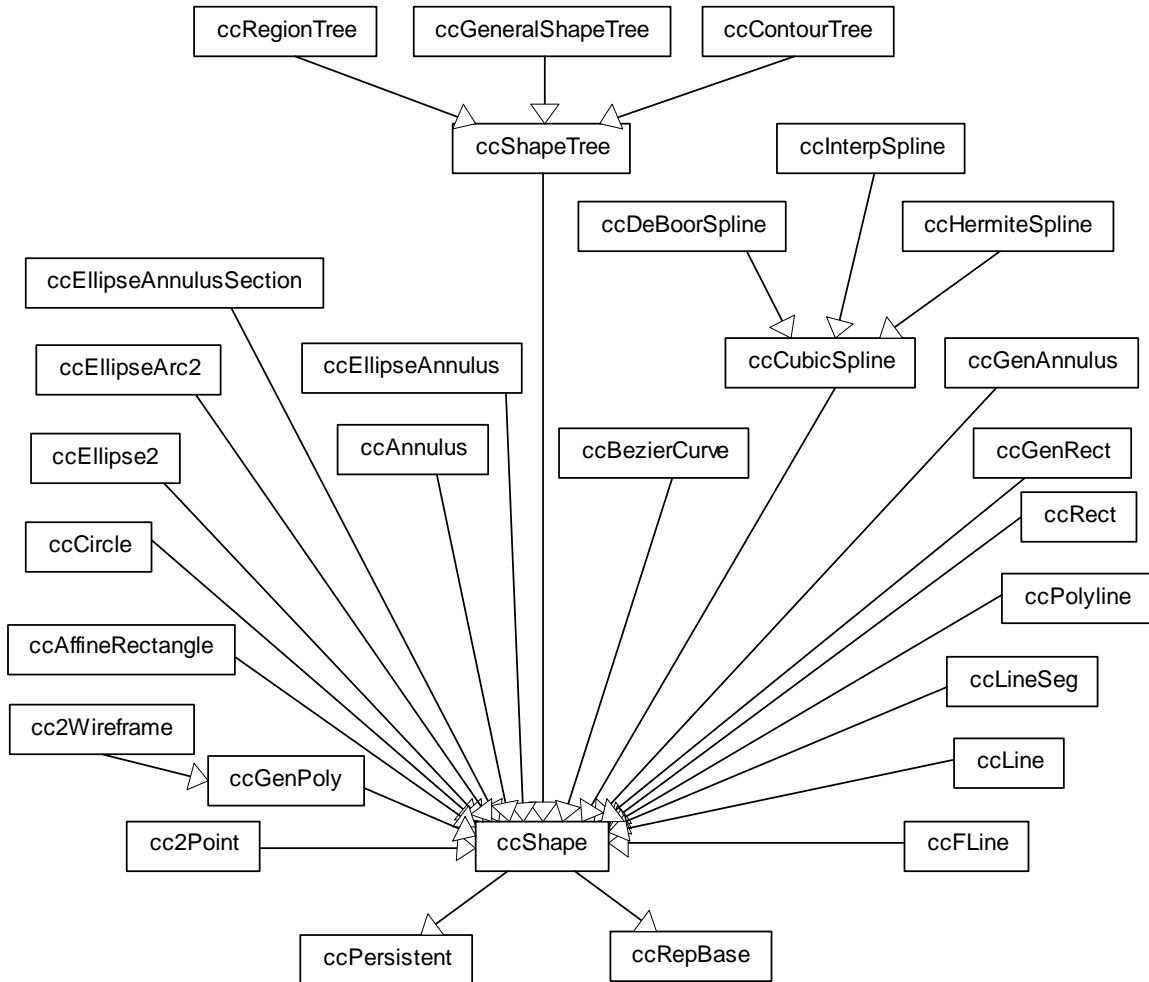 ccRegionTree
ccGeneralShapeTree
ccContourTree
ccShapeTree
ccInterpSpline
ccDeBoorSpline
ccHermiteSpline
ccEllipseAnnulusSection
ccEllipseArc2
ccEllipseAnnulus
ccCubicSpline
ccGenAnnulus
ccEllipse2
ccAnnulus
ccBezierCurve
ccGenRect
ccRect
ccCircle
ccPolyline
ccAffineRectangle
ccLineSeg
cc2Wireframe
ccGenPoly
ccLine
cc2Point
ccShape
ccFLine
ccPersistent
ccRepBase